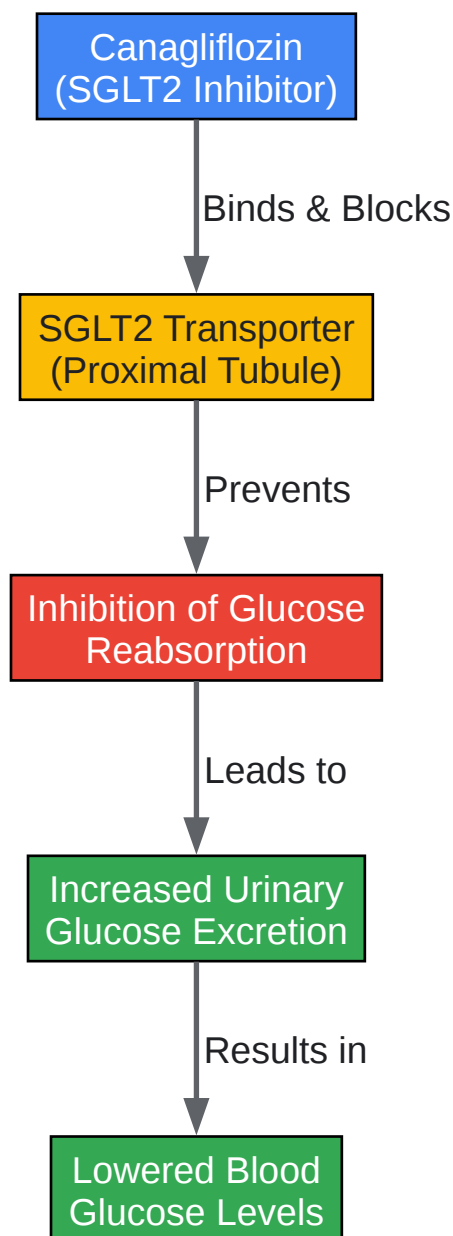 Canagliflozin
(SGLT2 Inhibitor)
Binds & Blocks
SGLT2 Transporter
(Proximal Tubule)
Prevents
Inhibition of Glucose
Reabsorption
Leads to
Increased Urinary
Glucose Excretion
Results in
Lowered Blood
Glucose Levels